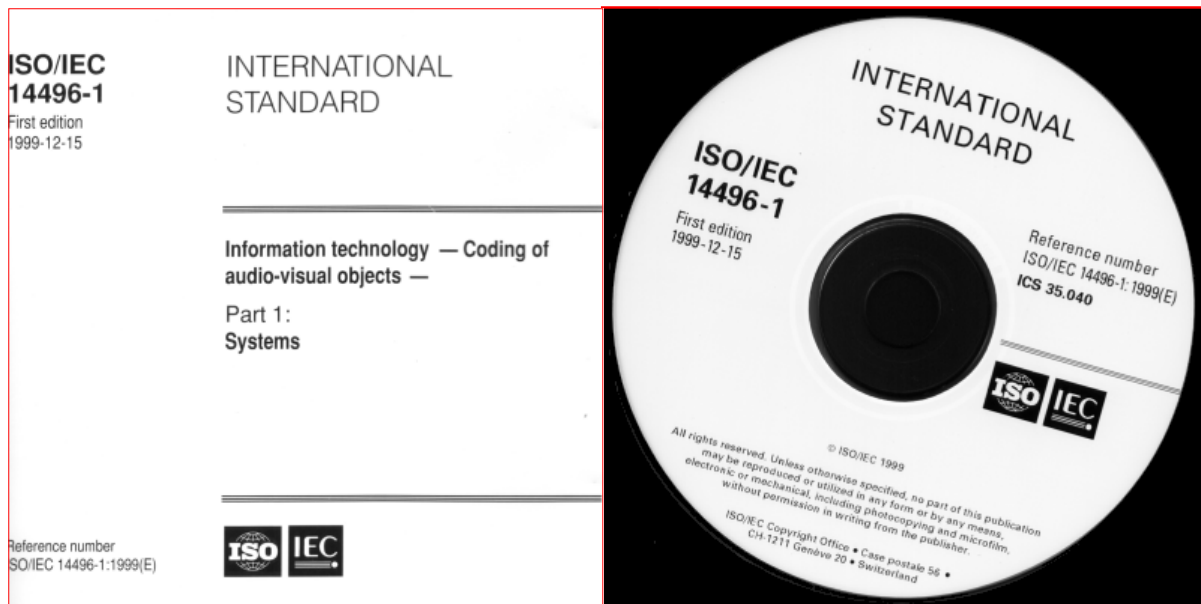 ISO/IEC
14496-1
First edition
1999-12-15
INTERNATIONAL
STANDARD
Information technology — Coding of
audio-visual objects —
Part 1:
Systems
ISO IEC
Reference number
ISO/IEC 14496-1:1999(E)
INTERNATIONAL
STANDARD
ISO/IEC
14496-1
First edition
1999-12-15
Reference number
ISO/IEC 14496-1:1999(E)
ICS 35.040
ISO IEC
© ISO/IEC 1999
All rights reserved. Unless otherwise specified, no part of this publication
may be reproduced or utilized in any form or by any means,
electronic or mechanical, including photocopying and microfilm,
without permission in writing from the publisher.
ISO/IEC Copyright Office • Case postale 56 •
CH-1211 Genève 20 • Switzerland